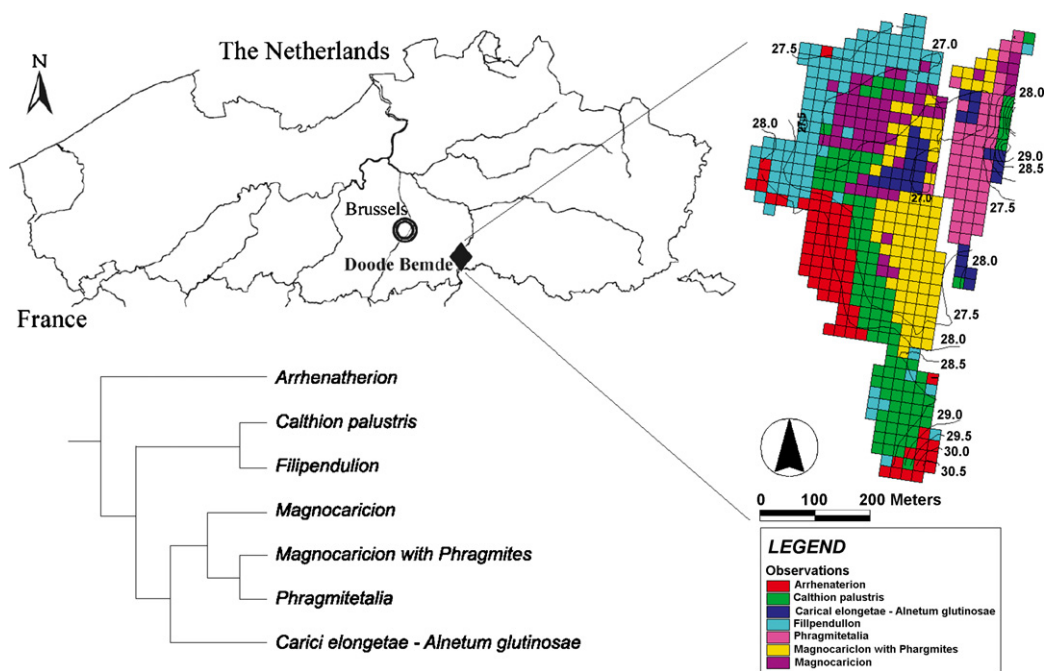 The Netherlands
N
Brussels
Doode Bemde
France
Arrhenatherion
Calthion palustris
Filipendulion
Magnocaricion
Magnocaricion with Phragmites
Phragmitetalia
Carici elongetae - Alnetum glutinosae
27.5
27.0
28.0
28.0
27.5
29.0
28.5
27.5
27.0
28.0
27.5
28.0
28.5
29.0
29.5
30.0
30.5
0 100 200 Meters
LEGEND
Observations
Arrhenaterion
Calthion palustris
Carical elongetae - Alnetum glutinosae
Fillpendullon
Phragmitetalia
Magnocaricion with Phargmites
Magnocaricion